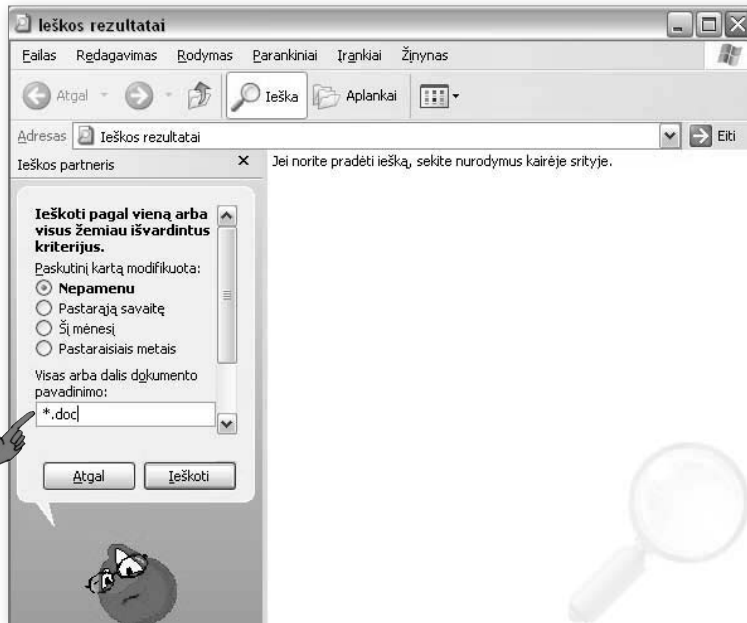 Ieškos rezultatai
Failas Redagavimas Rodymas Parankiniai Įrankiai Žinynas
Atgal Ieška Aplankai
Adresas Ieškos rezultatai Eiti
Ieškos partneris
Jei norite pradėti iešką, sekite nurodymus kairėje srityje.
Ieškoti pagal vieną arba
visus žemiau išvardintus
kriterijus.
Paskutinį kartą modifikuota:
Nepamenu
Pastarąją savaitę
Šį mėnesį
Pastaraisiais metais
Visas arba dalis dokumento
pavadinimo:
*.doc
Atgal Ieškoti